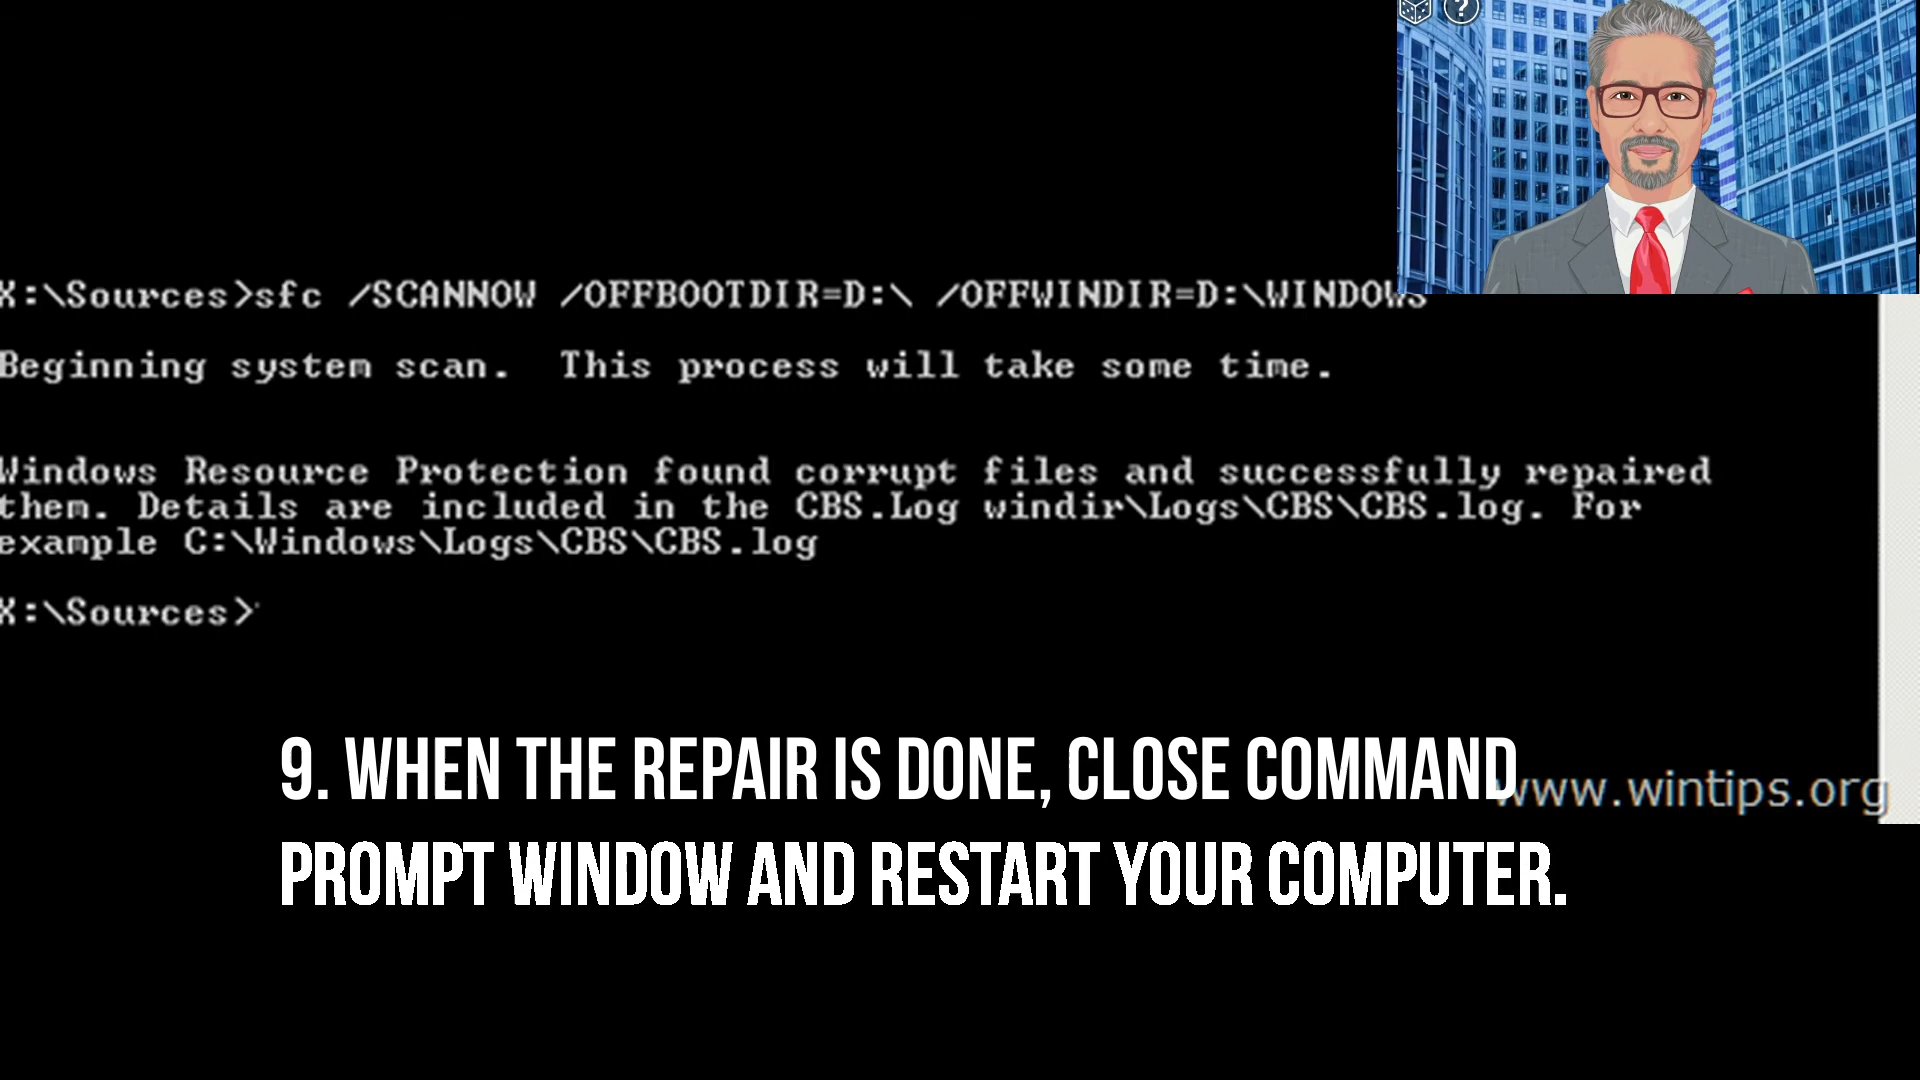 ?
X:\Sources>sfc /SCANNOW /OFFBOOTDIR=D:\ /OFFWINDIR=D:\WINDOWS
Beginning system scan.  This process will take some time.
Windows Resource Protection found corrupt files and successfully repaired
them. Details are included in the CBS.Log windir\Logs\CBS\CBS.log. For
example C:\Windows\Logs\CBS\CBS.log
X:\Sources>
9. WHEN THE REPAIR IS DONE, CLOSE COMMAND
www.wintips.org
PROMPT WINDOW AND RESTART YOUR COMPUTER.